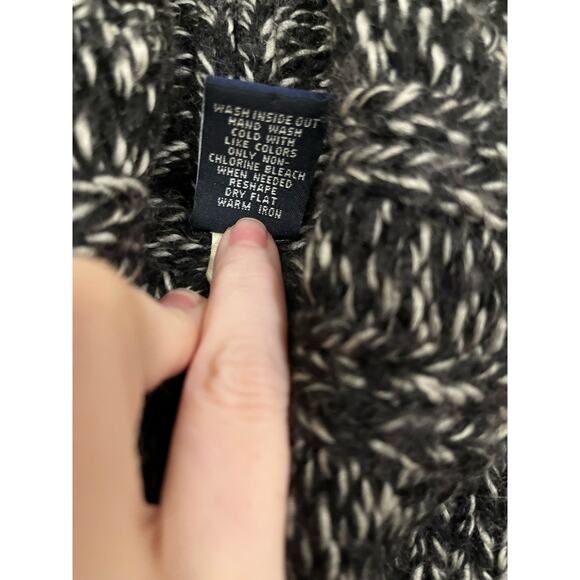 WASH INSIDE OUT
HAND WASH
COLD WITH
LIKE COLORS
ONLY NON-
CHLORINE BLEACH
WHEN NEEDED
RESHAPE
DRY FLAT
WARM IRON